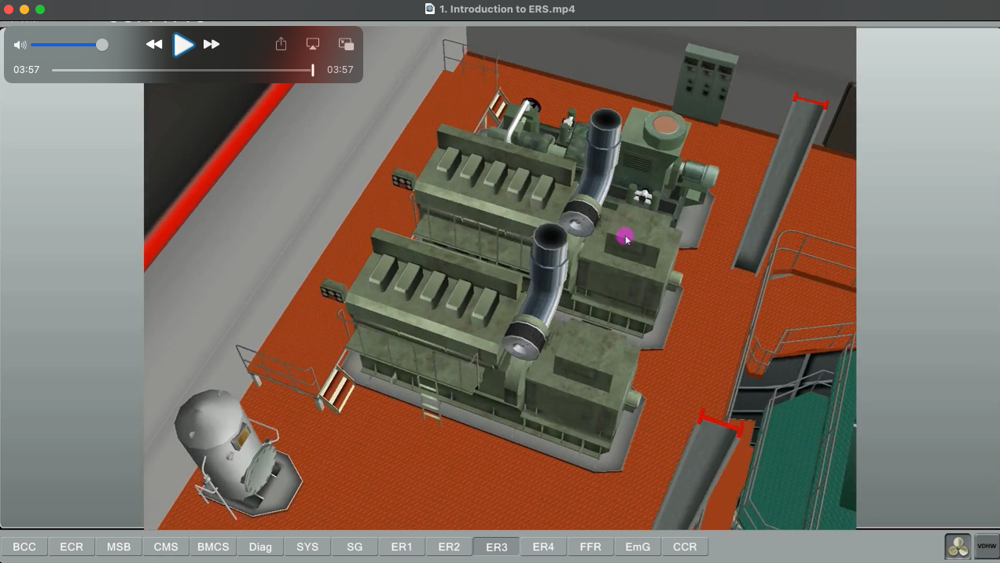 1. Introduction to ERS.mp4
03:57
03:57
BCC ECR MSB CMS BMCS Diag SYS SG ER1 ER2 ER3 ER4 FFR EmG CCR
VDHW